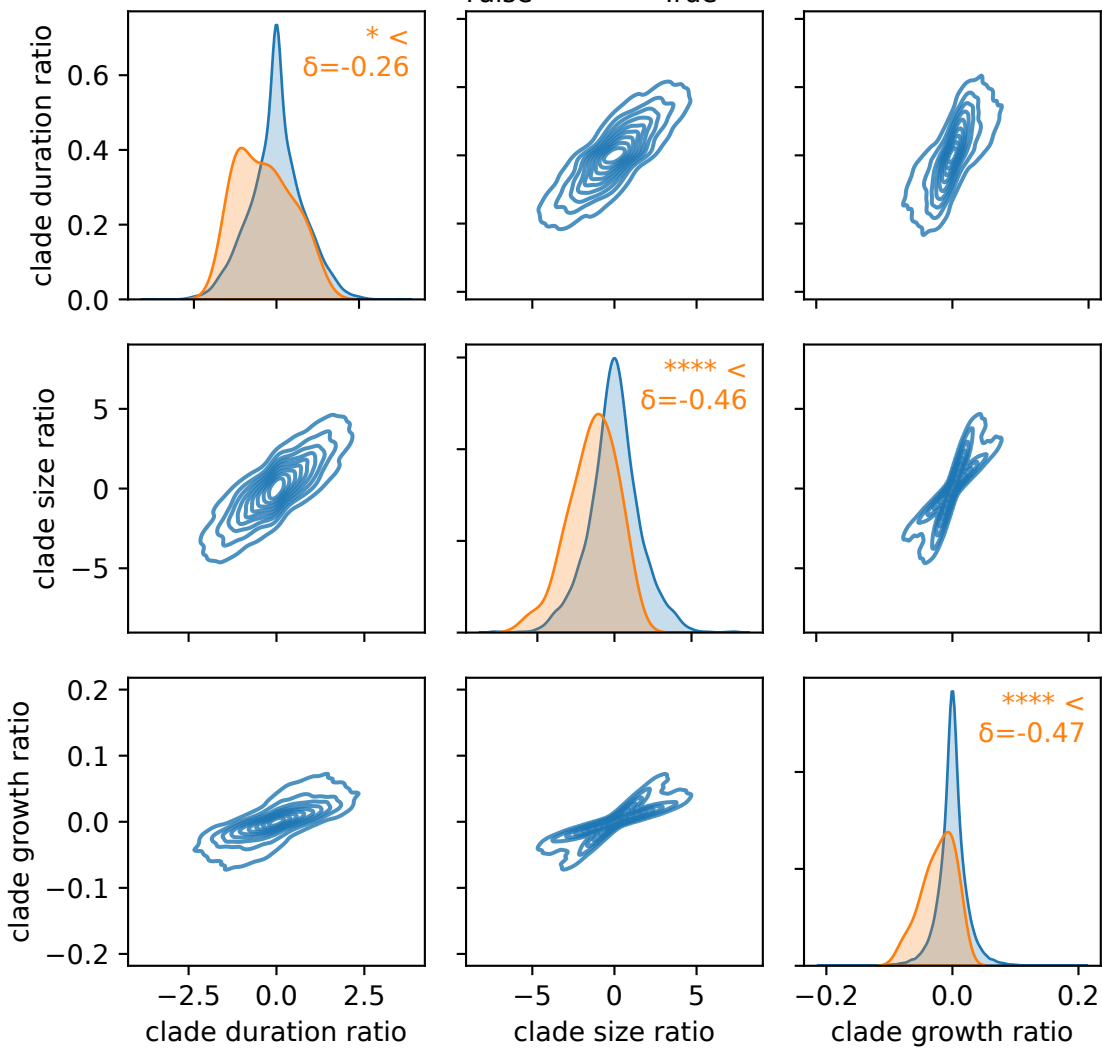 True
clade duration ratio
0.6
0.4
0.2
0.0
* <
δ=-0.26
clade size ratio
5
0
−5
**** <
δ=-0.46
clade growth ratio
0.2
0.1
0.0
−0.1
−0.2
**** <
δ=-0.47
−2.5
0.0
2.5
−5
0
5
−0.2
0.0
0.2
clade duration ratio
clade size ratio
clade growth ratio